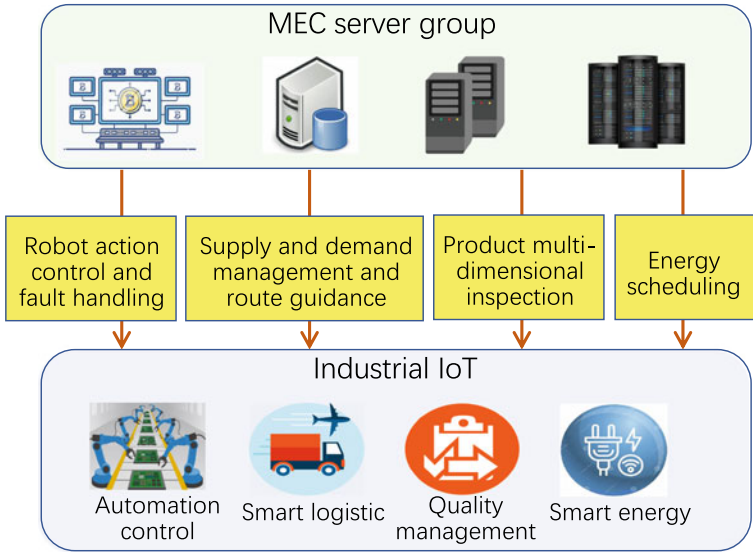 MEC server group
Robot action
control and
fault handling
Supply and demand
management and
route guidance
Product multi-
dimensional
inspection
Energy
scheduling
Industrial IoT
Automation
control
Smart logistic
Quality
management
Smart energy